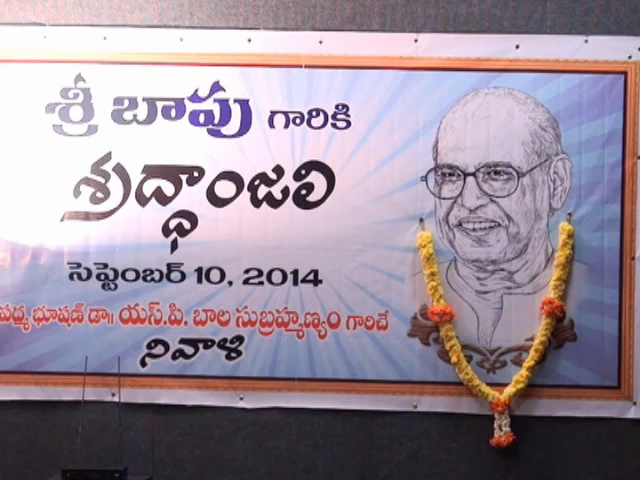 శ్రీ బాపు గారికి
శ్రద్ధాంజలి
సెప్టెంబర్ 10, 2014
పద్మ భూషణ్ డా॥ యస్.పి. బాల సుబ్రహ్మణ్యం గారిచే
నివాళి